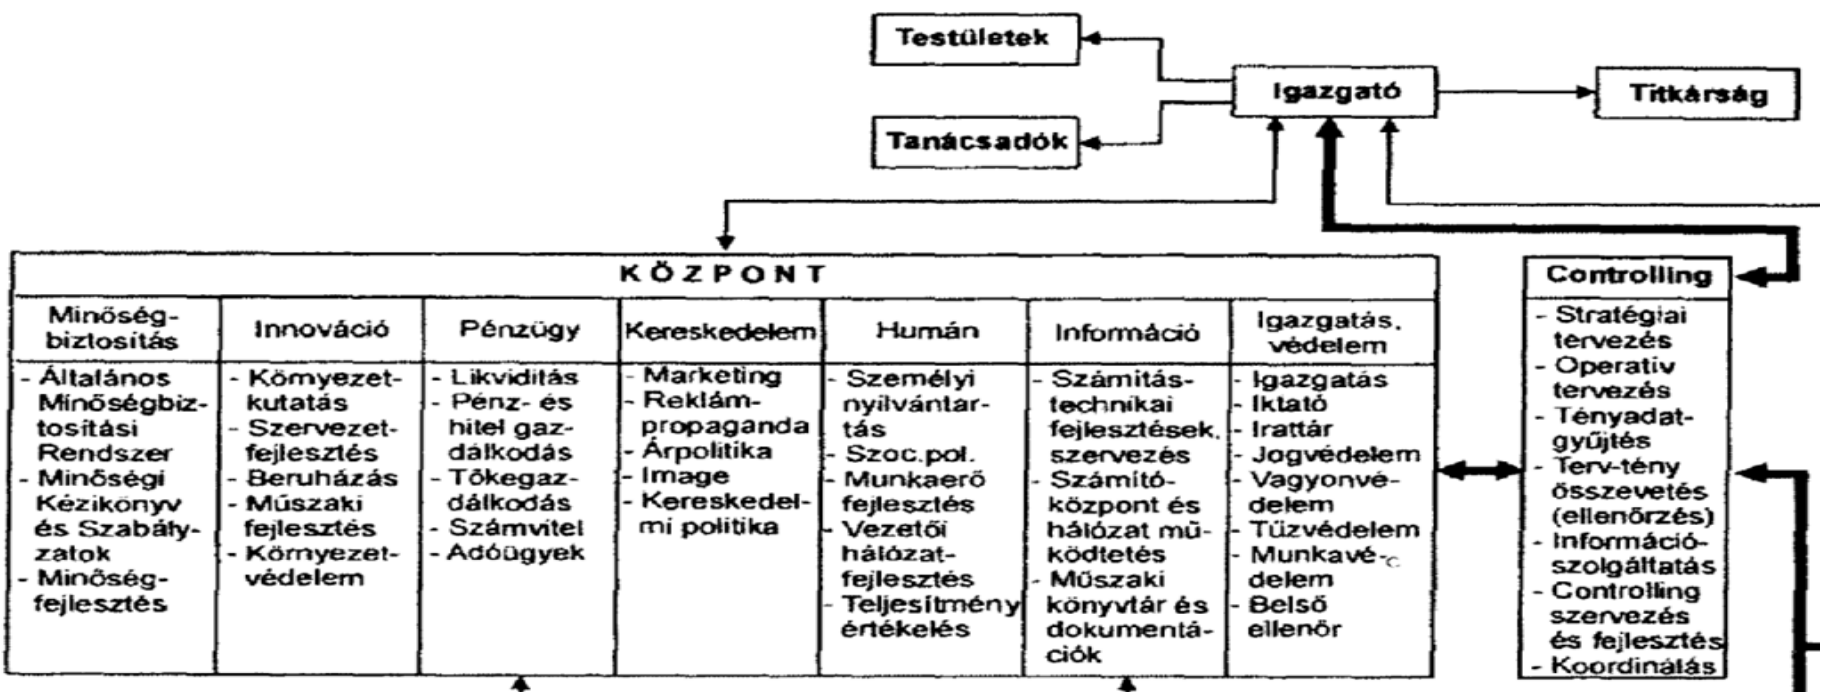 Testületek
Igazgató
Titkárság
Tanácsadók
KÖZPONT
Minőség-
biztosítás
- Általános
Minőségbiz-
tosítási
Rendszer
- Minőségi
Kézikönyv
és Szabály-
zatok
- Minőség-
fejlesztés
Innováció
- Környezet-
kutatás
- Szervezet-
fejlesztés
- Beruházás
- Műszaki
fejlesztés
- Környezet-
védelem
Pénzügy
- Likviditás
- Pénz- és
hitel gaz-
dálkodás
- Tőkegaz-
dálkodás
- Számvitel
- Adóügyek
Kereskedelem
- Marketing
- Reklám-
propaganda
- Árpolitika
- Image
- Kereskedel-
mi politika
Humán
- Személyi
nyilvántar-
tás
- Szoc.pol.
- Munkaerő
fejlesztés
- Vezetői
hálózat-
fejlesztés
- Teljesítmény
értékelés
Információ
- Számítás-
technikai
fejlesztések,
szervezés
- Számító-
központ és
hálózat mű-
ködtetés
- Műszaki
könyvtár és
dokumentá-
ciók
Igazgatás,
védelem
- Igazgatás
- Iktató
- Irattár
- Jogvédelem
- Vagyonvé-
delem
- Tűzvédelem
- Munkavé-
delem
- Belső
ellenőr
Controlling
- Stratégiai
tervezés
- Operatív
tervezés
- Tényadat-
gyűjtés
- Terv-tény
összevetés
(ellenőrzés)
- Információ-
szolgáltatás
- Controlling
szervezés
és fejlesztés
- Koordinálás